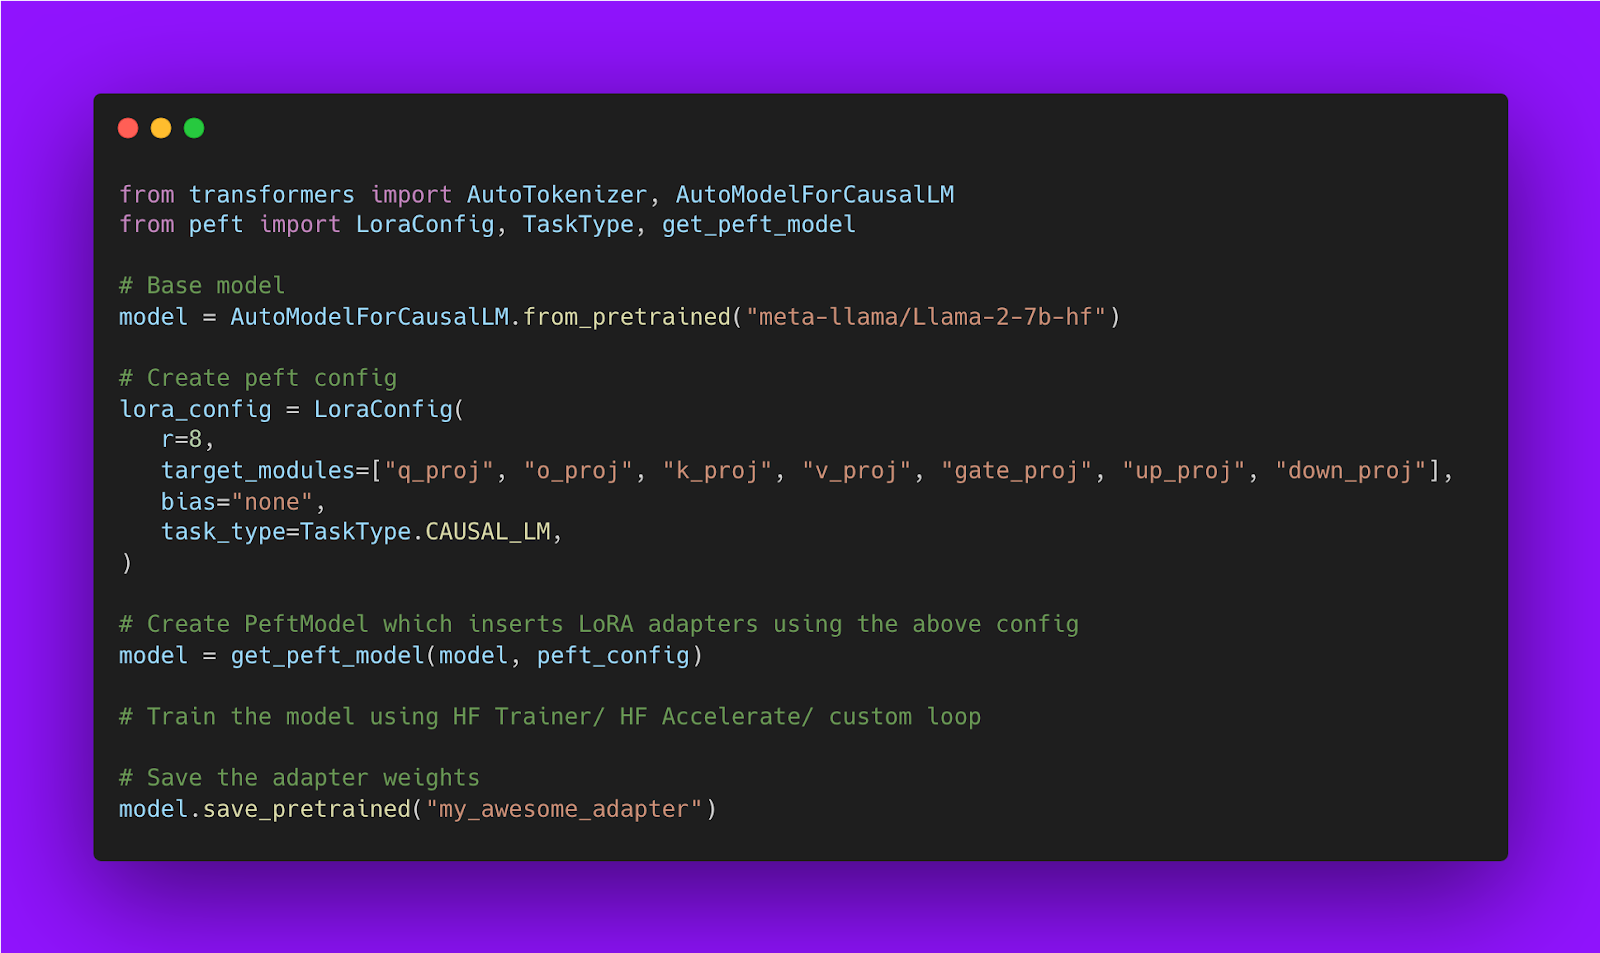 from transformers import AutoTokenizer, AutoModelForCausalLM
from peft import LoraConfig, TaskType, get_peft_model
# Base model
model = AutoModelForCausalLM.from_pretrained("meta-llama/Llama-2-7b-hf")
# Create peft config
lora_config = LoraConfig(
   r=8,
   target_modules=["q_proj", "o_proj", "k_proj", "v_proj", "gate_proj", "up_proj", "down_proj"],
   bias="none",
   task_type=TaskType.CAUSAL_LM,
)
# Create PeftModel which inserts LoRA adapters using the above config
model = get_peft_model(model, peft_config)
# Train the model using HF Trainer/ HF Accelerate/ custom loop
# Save the adapter weights
model.save_pretrained("my_awesome_adapter")